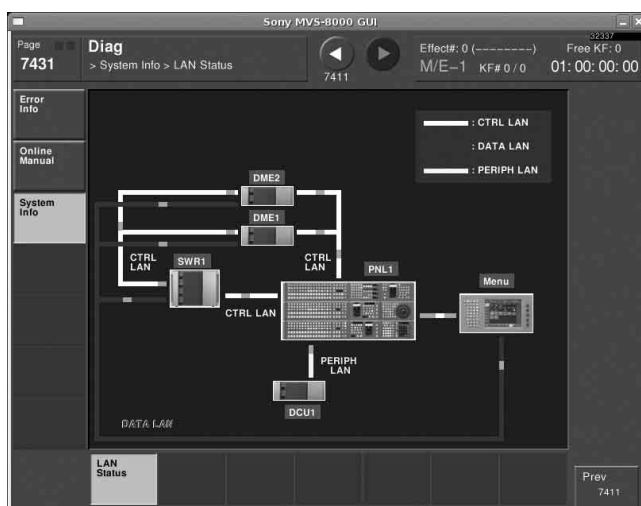 Sony MVS-8000 GUI
Page
7431
Diag
> System Info > LAN Status
7411
Effect#: 0 (--------)
M/E-1 KF# 0 / 0
32337
Free KF: 0
01: 00: 00: 00
Error
Info
Online
Manual
System
Info
: CTRL LAN
: DATA LAN
: PERIPH LAN
DME2
DME1
CTRL
LAN
SWR1
CTRL
LAN
PNL1
Menu
CTRL LAN
PERIPH
LAN
DCU1
DATA LAN
LAN
Status
Prev
7411